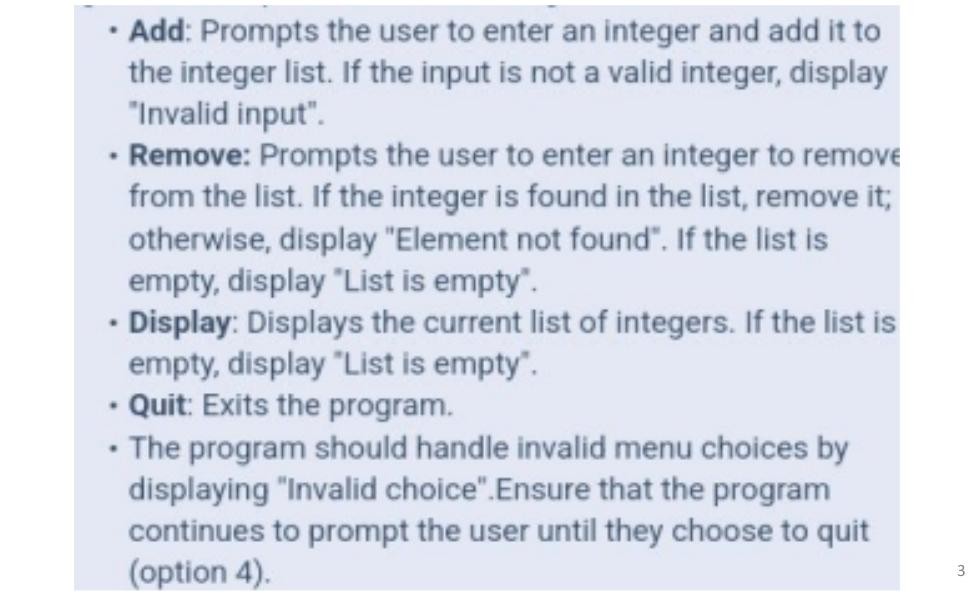 • Add: Prompts the user to enter an integer and add it to
the integer list. If the input is not a valid integer, display
"Invalid input".
• Remove: Prompts the user to enter an integer to remove
from the list. If the integer is found in the list, remove it;
otherwise, display "Element not found". If the list is
empty, display "List is empty".
• Display: Displays the current list of integers. If the list is
empty, display "List is empty".
• Quit: Exits the program.
• The program should handle invalid menu choices by
displaying "Invalid choice".Ensure that the program
continues to prompt the user until they choose to quit
(option 4).
3